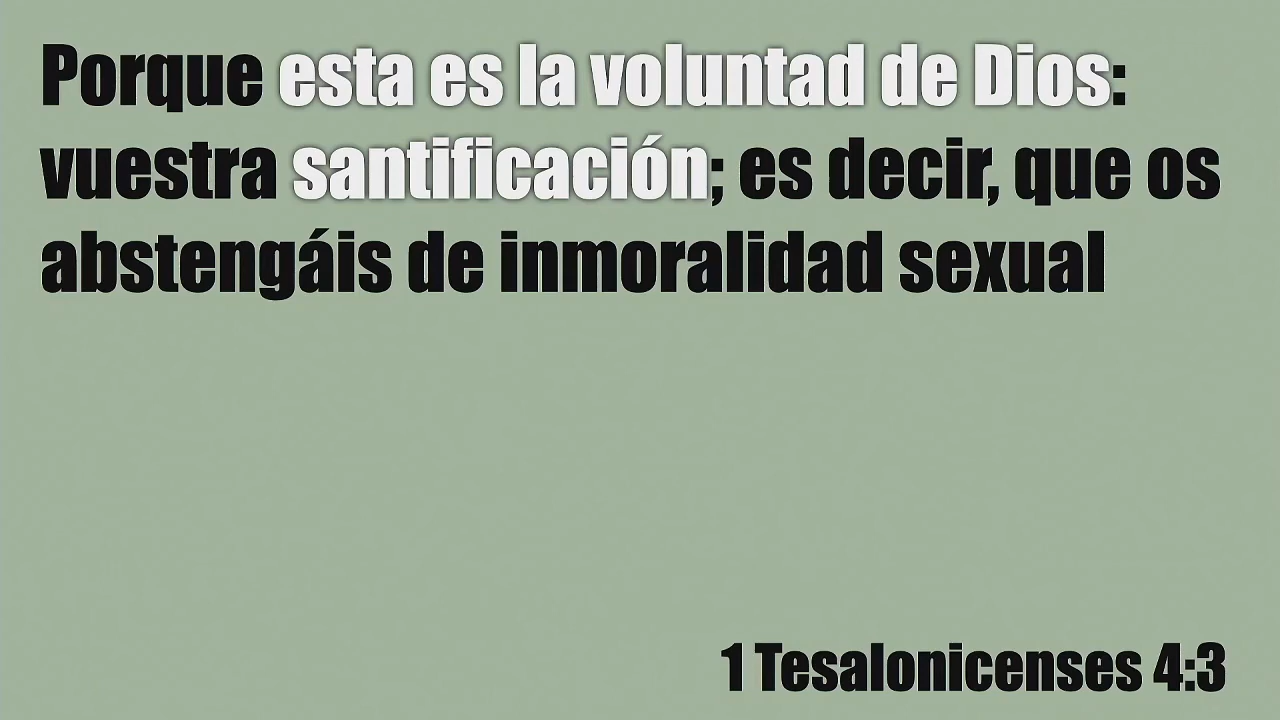 Porque esta es la voluntad de Dios:
vuestra santificación; es decir, que os
abstengáis de inmoralidad sexual
1 Tesalonicenses 4:3